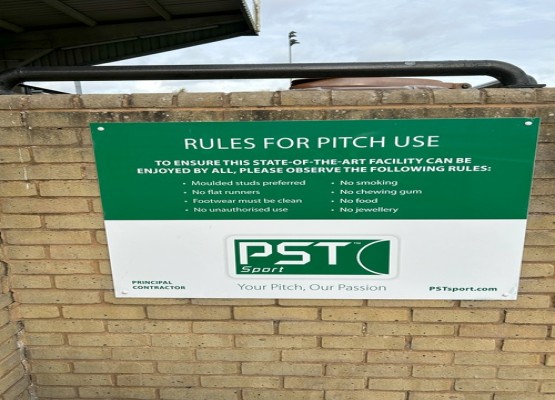 RULES FOR PITCH USE
TO ENSURE THIS STATE-OF-THE-ART FACILITY CAN BE
ENJOYED BY ALL, PLEASE OBSERVE THE FOLLOWING RULES:
• Moulded studs preferred
• No flat runners
• Footwear must be clean
• No unauthorised use
• No smoking
• No chewing gum
• No food
• No jewellery
PST™
Sport
Your Pitch, Our Passion
PRINCIPAL
CONTRACTOR
PSTsport.com